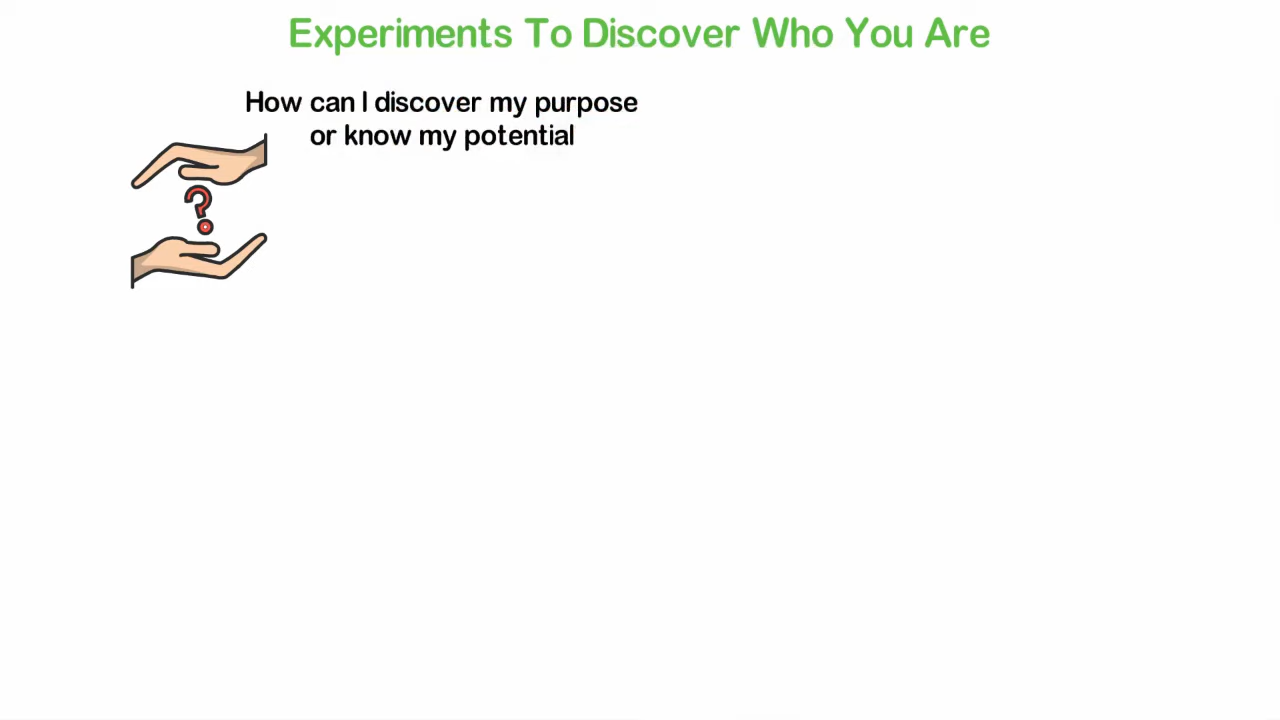 Experiments To Discover Who You Are
How can I discover my purpose
or know my potential
?